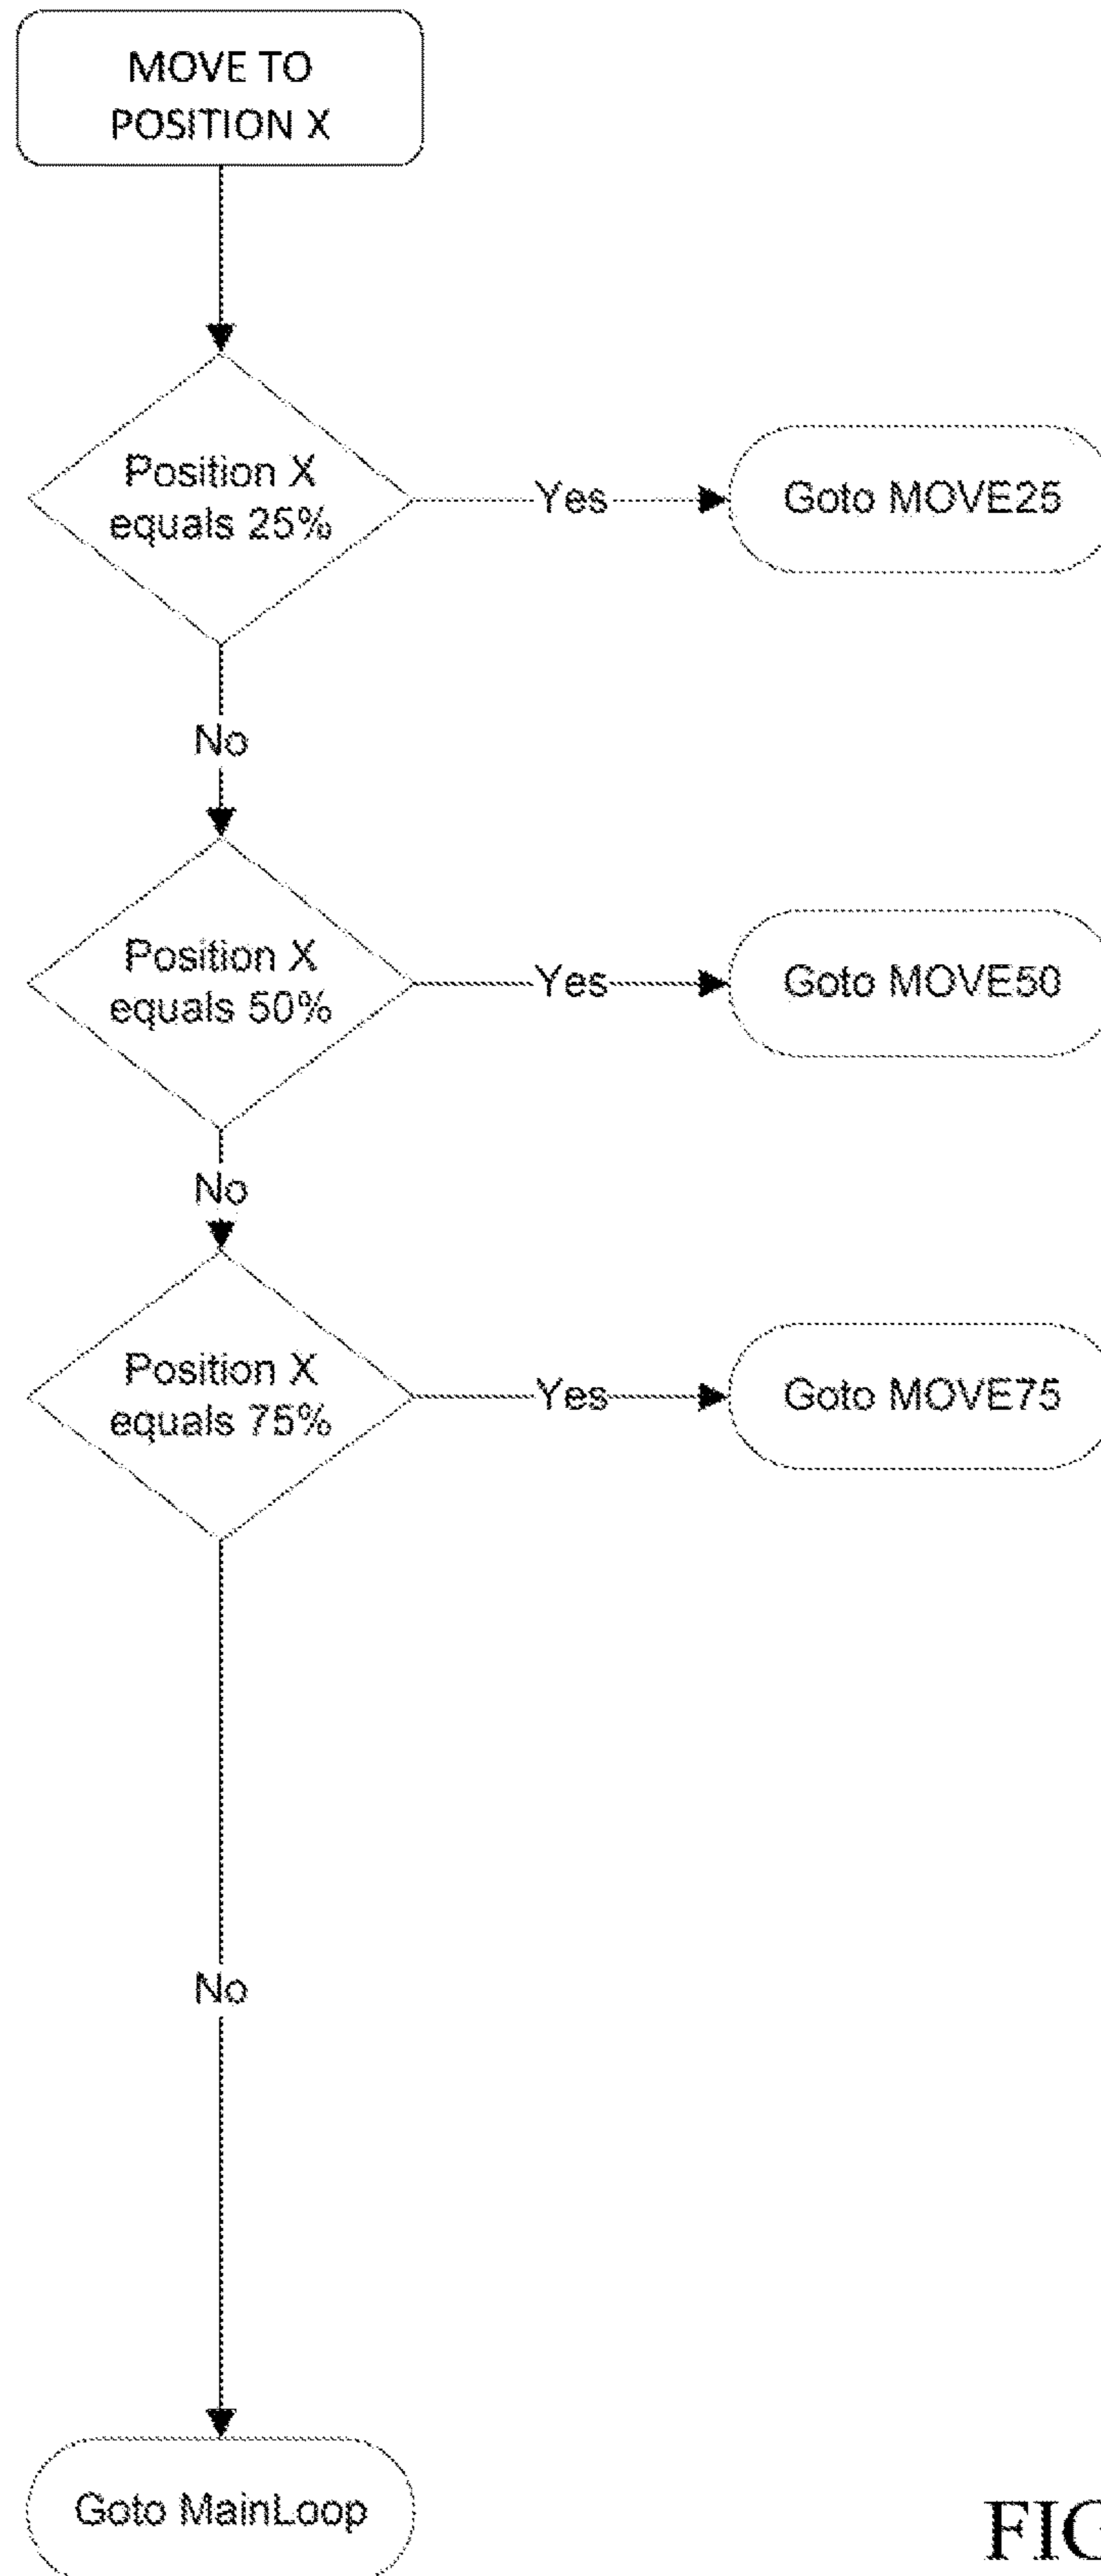 MOVE TO
POSITION X
Position X
equals 25%
Yes
Goto MOVE25
No
Position X
equals 50%
Yes
Goto MOVE50
No
Position X
equals 75%
Yes
Goto MOVE75
No
Goto MainLoop
FIG